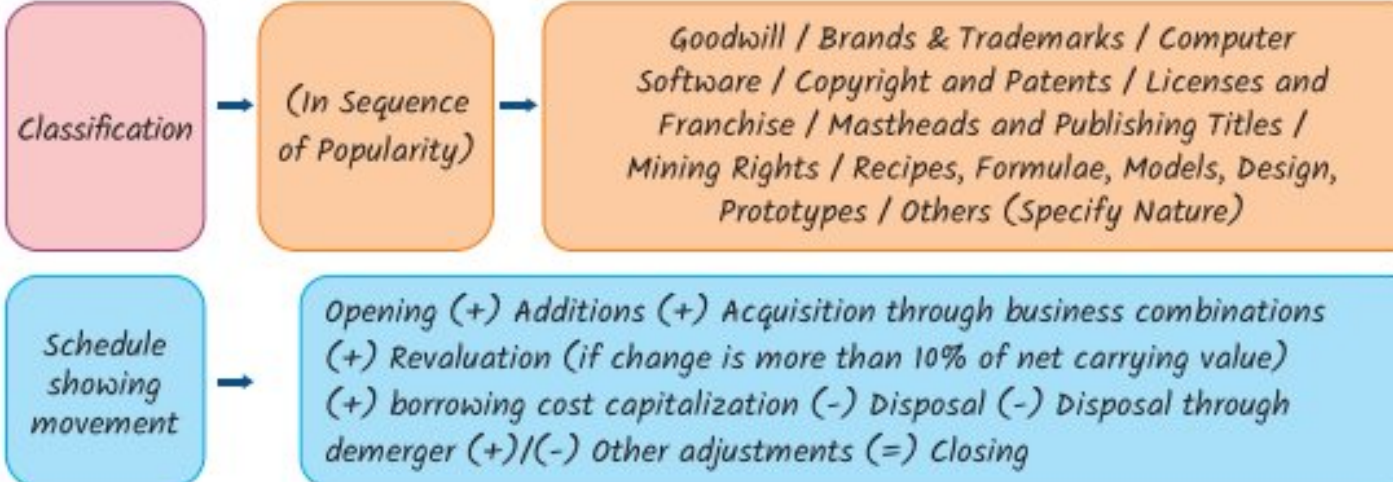 Classification
(In Sequence
of Popularity)
Goodwill / Brands & Trademarks / Computer
Software / Copyright and Patents / Licenses and
Franchise / Mastheads and Publishing Titles /
Mining Rights / Recipes, Formulae, Models, Design,
Prototypes / Others (Specify Nature)
Schedule
showing
movement
Opening (+) Additions (+) Acquisition through business combinations
(+) Revaluation (if change is more than 10% of net carrying value)
(+) borrowing cost capitalization (-) Disposal (-) Disposal through
demerger (+)/(-) Other adjustments (=) Closing